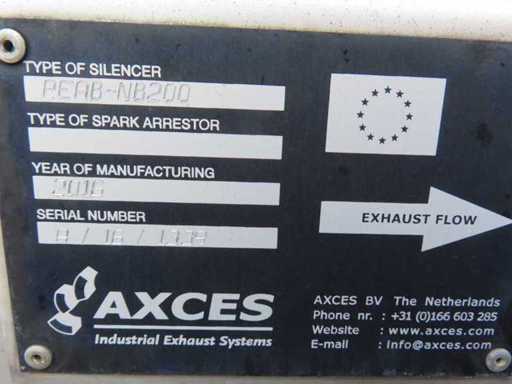 TYPE OF SILENCER
REAB-NB200
TYPE OF SPARK ARRESTOR
YEAR OF MANUFACTURING
2016
SERIAL NUMBER
EXHAUST FLOW
AXCES
Industrial Exhaust Systems
AXCES BV The Netherlands
Phone nr. : +31 (0)166 603 285
Website : www.axces.com
E-mail : info@axces.com